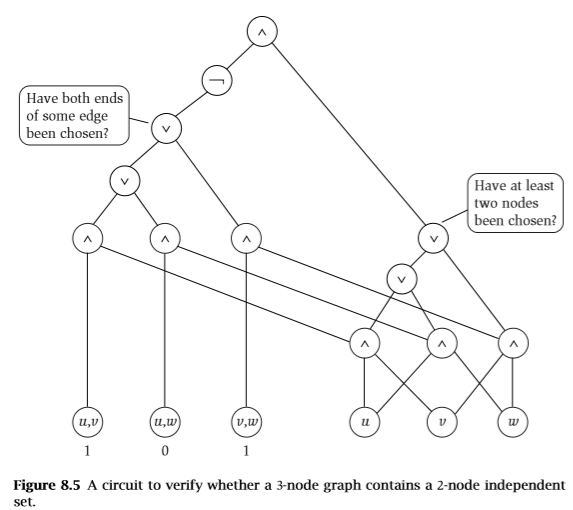 ∧
¬
Have both ends
of some edge
been chosen?
∨
∨
Have at least
two nodes
been chosen?
∧ ∧ ∧ ∨
∨
∧ ∧ ∧
u,v u,w v,w u v w
1 0 1
Figure 8.5 A circuit to verify whether a 3-node graph contains a 2-node independent
set.